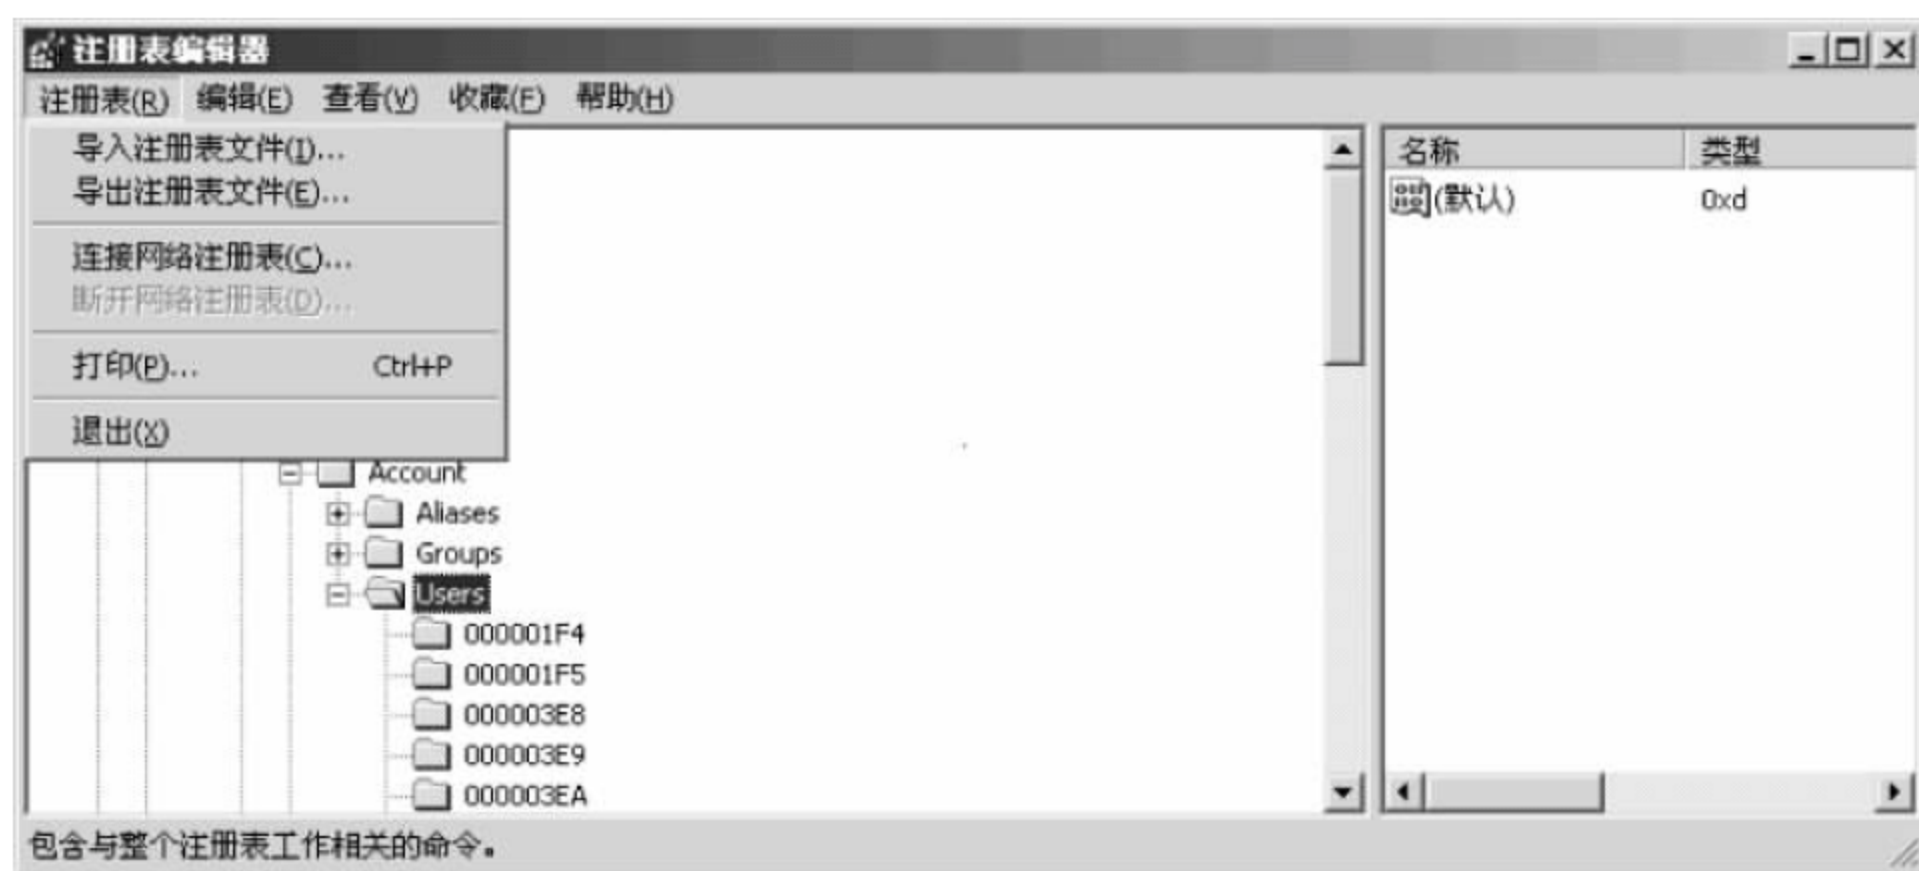 注册表编辑器
注册表(R) 编辑(E) 查看(V) 收藏(F) 帮助(H)
导入注册表文件(I)...
导出注册表文件(E)...
连接网络注册表(C)...
断开网络注册表(D)...
打印(P)... Ctrl+P
退出(X)
Account
Aliases
Groups
Users
000001F4
000001F5
000003E8
000003E9
000003EA
名称 类型
(默认) 0xd
包含与整个注册表工作相关的命令。